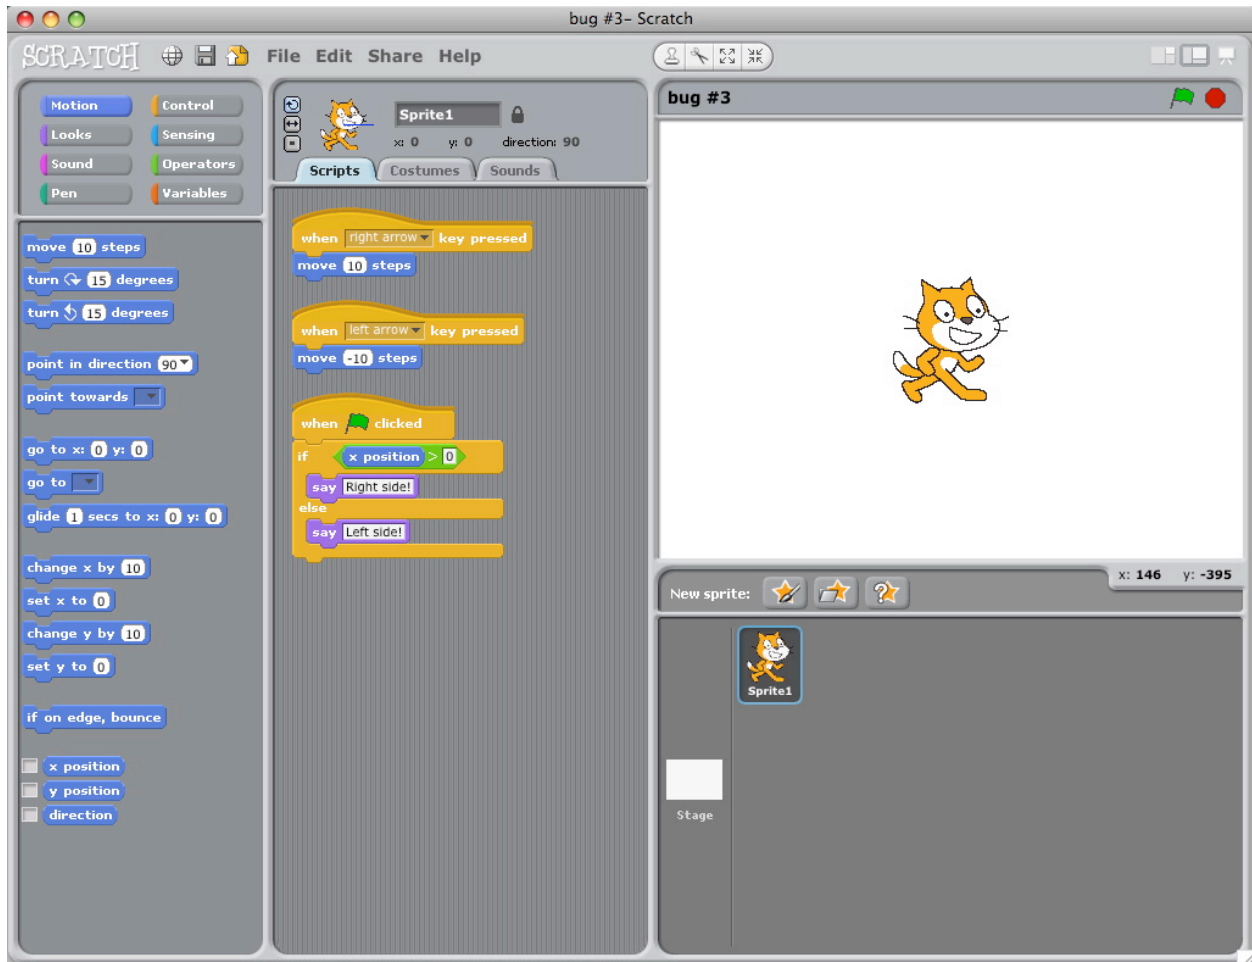 bug #3- Scratch
SCRATCH File Edit Share Help
Motion Control
Looks Sensing
Sound Operators
Pen Variables
move 10 steps
turn 15 degrees
turn 15 degrees
point in direction 90
point towards
go to x: 0 y: 0
go to
glide 1 secs to x: 0 y: 0
change x by 10
set x to 0
change y by 10
set y to 0
if on edge, bounce
x position
y position
direction
Sprite1
x: 0 y: 0 direction: 90
Scripts Costumes Sounds
when right arrow key pressed
move 10 steps
when left arrow key pressed
move -10 steps
when clicked
if x position > 0
say Right side!
else
say Left side!
bug #3
x: 146 y: -395
New sprite:
Sprite1
Stage